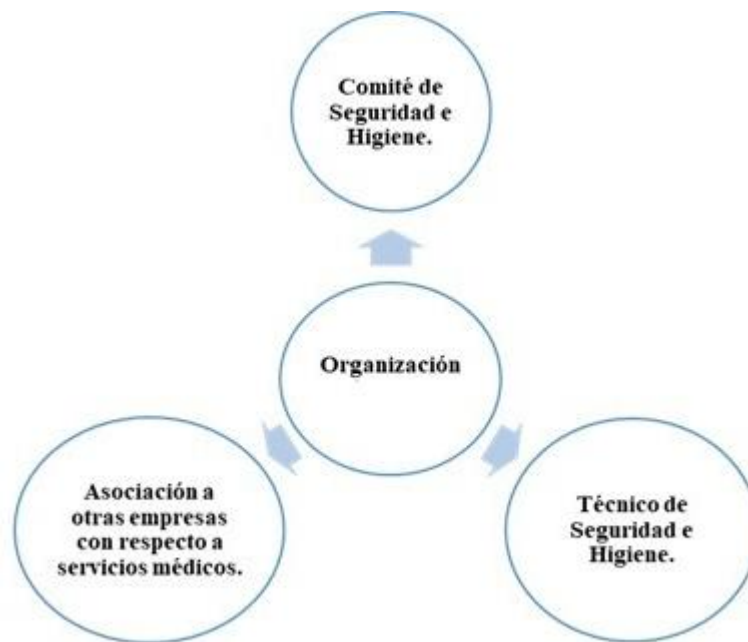 Comité de
Seguridad e
Higiene.
Organización
Asociación a
otras empresas
con respecto a
servicios médicos.
Técnico de
Seguridad e
Higiene.